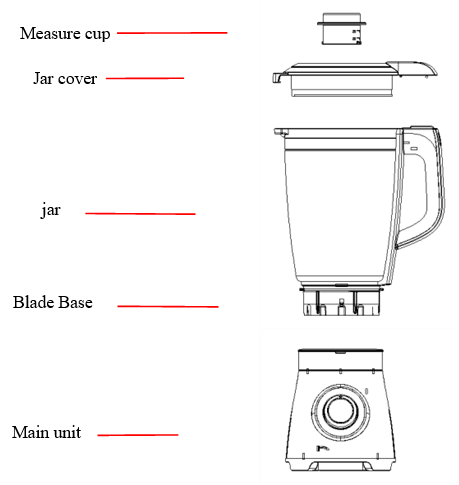 Measure cup
Jar cover
jar
Blade Base
Main unit